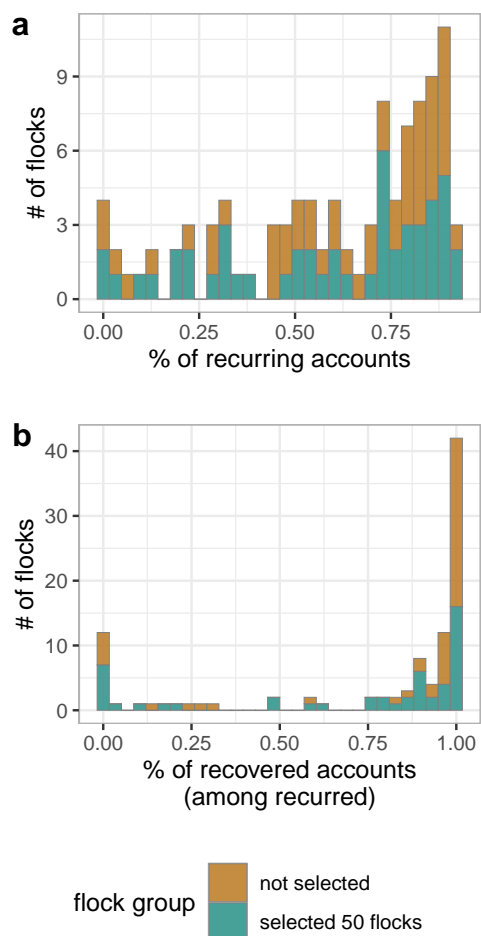 a
# of flocks
9
6
3
0
0.00 0.25 0.50 0.75
% of recurring accounts
b
# of flocks
40
30
20
10
0
0.00 0.25 0.50 0.75 1.00
% of recovered accounts
(among recurred)
flock group
not selected
selected 50 flocks